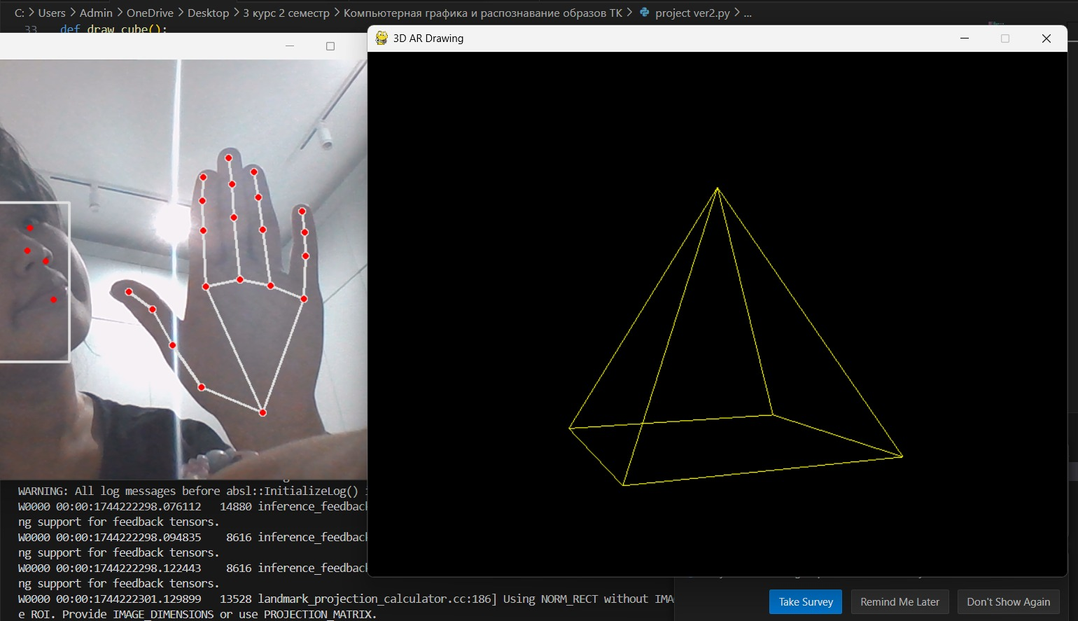 C: > Users > Admin > OneDrive > Desktop > 3 курс 2 семестр > Компьютерная графика и распознавание образов ТК > project ver2.py > ...
33 def draw_cube():
3D AR Drawing
WARNING: All log messages before absl::InitializeLog()
W0000 00:00:1744222298.076112 14880 inference_feedback
ng support for feedback tensors.
W0000 00:00:1744222298.094835 8616 inference_feedback
ng support for feedback tensors.
W0000 00:00:1744222298.122443 8616 inference_feedback
ng support for feedback tensors.
W0000 00:00:1744222301.129899 13528 landmark_projection_calculator.cc:186] Using NORM_RECT without IMA
e ROI. Provide IMAGE_DIMENSIONS or use PROJECTION_MATRIX.
Take Survey
Remind Me Later
Don't Show Again